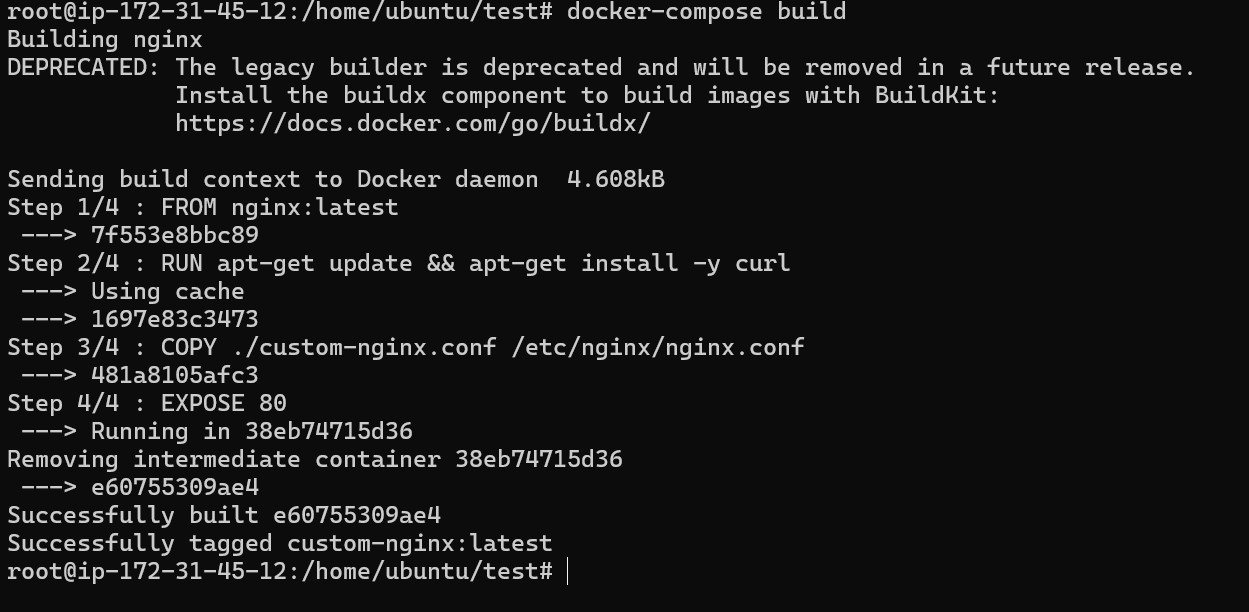 root@ip-172-31-45-12:/home/ubuntu/test# docker-compose build
Building nginx
DEPRECATED: The legacy builder is deprecated and will be removed in a future release.
            Install the buildx component to build images with BuildKit:
            https://docs.docker.com/go/buildx/

Sending build context to Docker daemon  4.608kB
Step 1/4 : FROM nginx:latest
 ---> 7f553e8bbc89
Step 2/4 : RUN apt-get update && apt-get install -y curl
 ---> Using cache
 ---> 1697e83c3473
Step 3/4 : COPY ./custom-nginx.conf /etc/nginx/nginx.conf
 ---> 481a8105afc3
Step 4/4 : EXPOSE 80
 ---> Running in 38eb74715d36
Removing intermediate container 38eb74715d36
 ---> e60755309ae4
Successfully built e60755309ae4
Successfully tagged custom-nginx:latest
root@ip-172-31-45-12:/home/ubuntu/test#